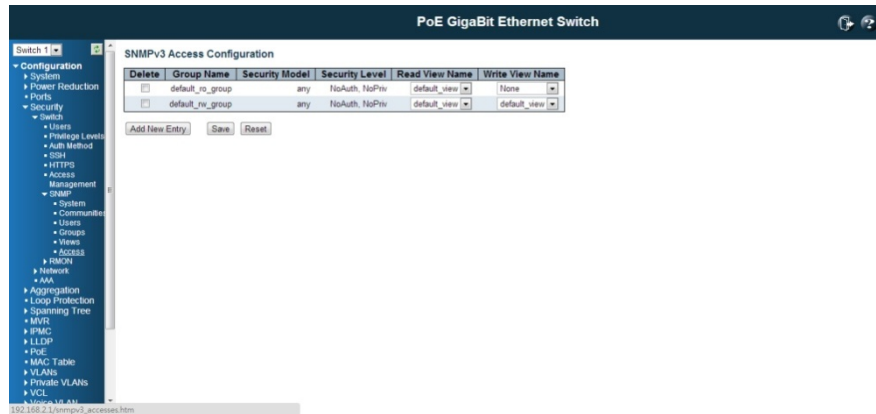 PoE GigaBit Ethernet Switch
Switch 1
Configuration
System
Power Reduction
Ports
Security
Switch
Users
Privilege Levels
Auth Method
SSH
HTTPS
Access
Management
SNMP
System
Communities
Users
Groups
Views
Access
RMON
Network
AAA
Aggregation
Loop Protection
Spanning Tree
MVR
IPMC
LLDP
PoE
MAC Table
VLANs
Private VLANs
VCL
Voice VLAN
192.168.2.1/snmpv3_accesses.htm
SNMPv3 Access Configuration
Delete Group Name Security Model Security Level Read View Name Write View Name
default_ro_group any NoAuth, NoPriv default_view None
default_rw_group any NoAuth, NoPriv default_view default_view
Add New Entry Save Reset